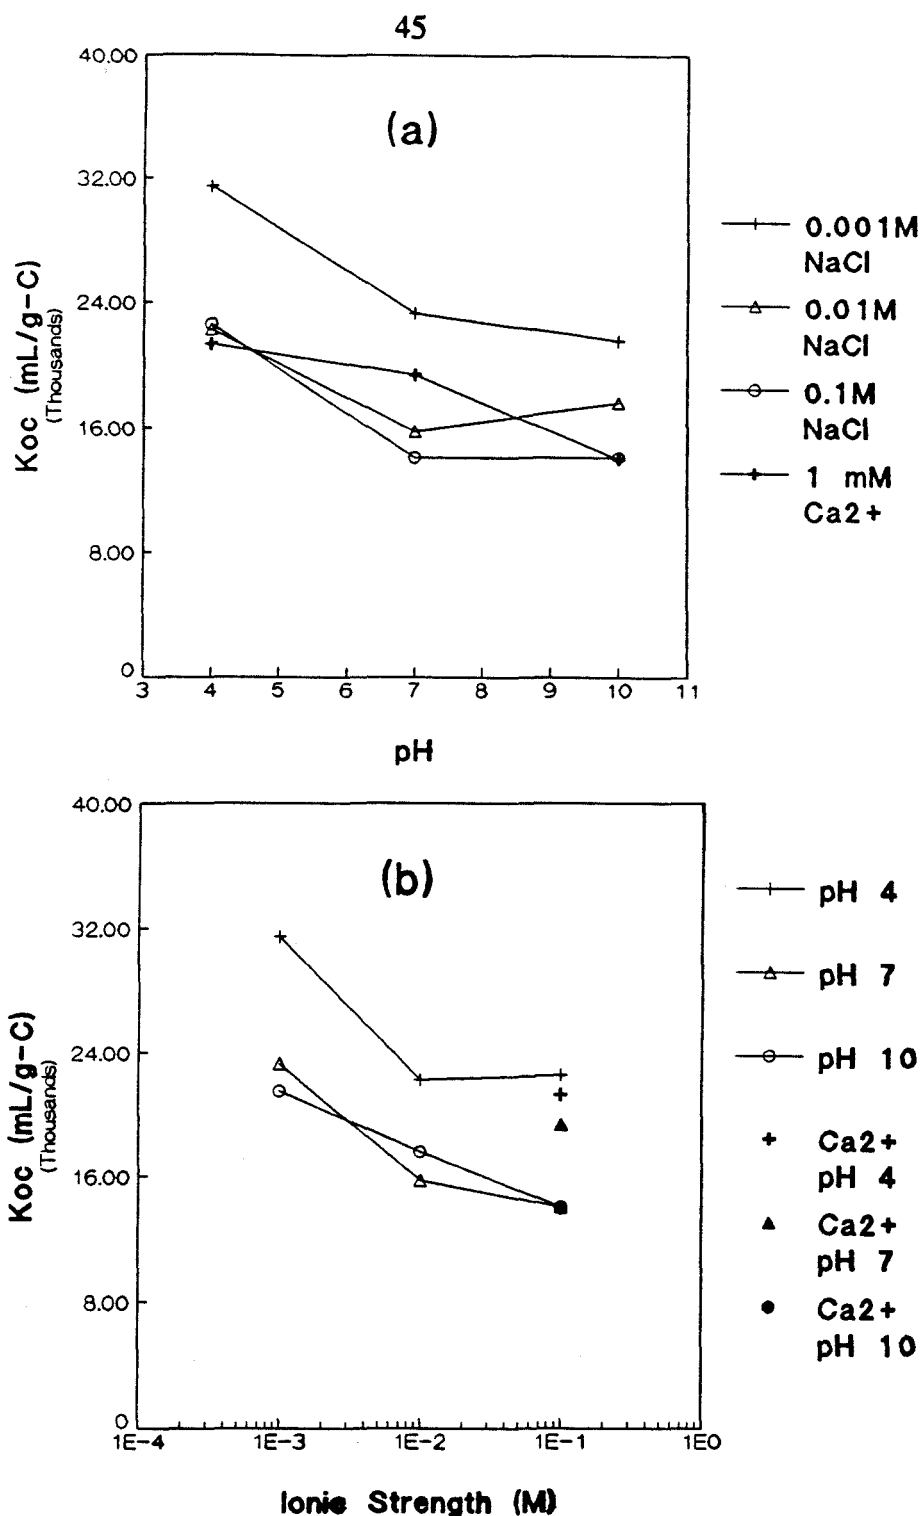 45
40.00
32.00
24.00
16.00
8.00
0
Koc (mL/g-C)
(Thousands)
(a)
3 4 5 6 7 8 9 10 11
pH
0.001M
NaCl
0.01M
NaCl
0.1M
NaCl
1 mM
Ca2+
40.00
32.00
24.00
16.00
8.00
0
Koc (mL/g-C)
(Thousands)
(b)
1E-4 1E-3 1E-2 1E-1 1E0
Ionic Strength (M)
pH 4
pH 7
pH 10
Ca2+
pH 4
Ca2+
pH 7
Ca2+
pH 10